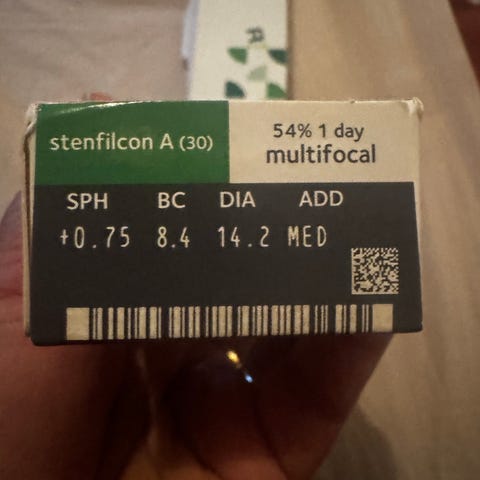 stenfilcon A (30)
54% 1 day
multifocal
SPH BC DIA ADD
+0.75 8.4 14.2 MED